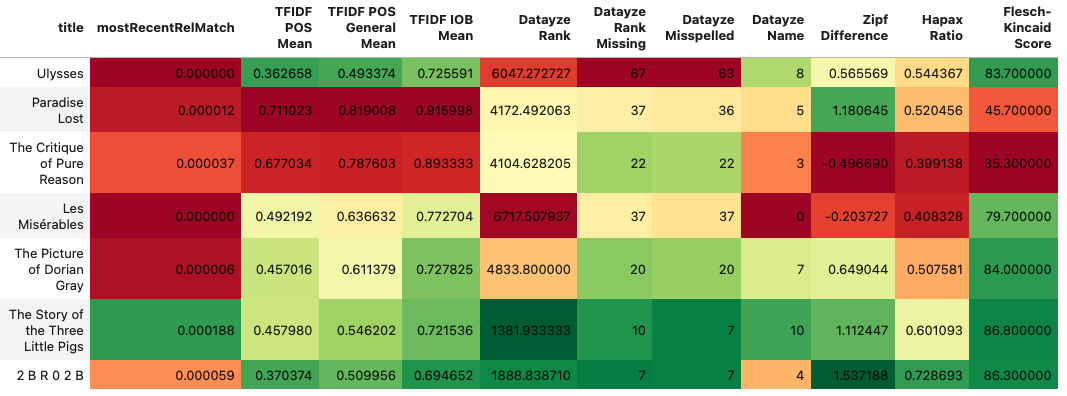 title mostRecentRelMatch TFIDF POS Mean TFIDF POS General Mean TFIDF IOB Mean Datayze Rank Datayze Rank Missing Datayze Misspelled Datayze Name Zipf Difference Hapax Ratio Flesch-Kincaid Score
Ulysses 0.000000 0.362658 0.493374 0.725591 6047.272727 67 63 8 0.565569 0.544367 83.700000
Paradise Lost 0.000012 0.711023 0.819008 0.915998 4172.492063 37 36 5 1.180645 0.520456 45.700000
The Critique of Pure Reason 0.000037 0.677034 0.787603 0.893333 4104.628205 22 22 3 -0.496690 0.399138 35.300000
Les Misérables 0.000000 0.492192 0.636632 0.772704 6717.507937 37 37 0 -0.203727 0.408328 79.700000
The Picture of Dorian Gray 0.000006 0.457016 0.611379 0.727825 4833.800000 20 20 7 0.649044 0.507581 84.000000
The Story of the Three Little Pigs 0.000188 0.457980 0.546202 0.721536 1381.933333 10 7 10 1.112447 0.601093 86.800000
2 B R 0 2 B 0.000059 0.370374 0.509956 0.694652 1888.838710 7 7 4 1.537188 0.728693 86.300000